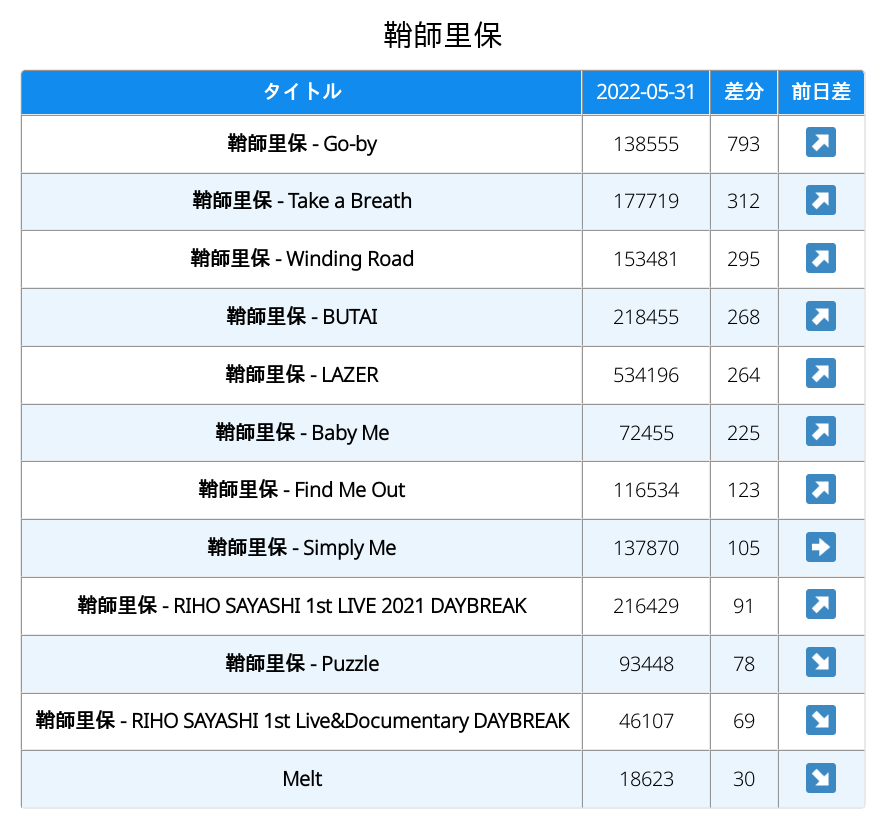 鞘師里保
タイトル 2022-05-31 差分 前日差
鞘師里保 - Go-by 138555 793 ↗
鞘師里保 - Take a Breath 177719 312 ↗
鞘師里保 - Winding Road 153481 295 ↗
鞘師里保 - BUTAI 218455 268 ↗
鞘師里保 - LAZER 534196 264 ↗
鞘師里保 - Baby Me 72455 225 ↗
鞘師里保 - Find Me Out 116534 123 ↗
鞘師里保 - Simply Me 137870 105 ➡
鞘師里保 - RIHO SAYASHI 1st LIVE 2021 DAYBREAK 216429 91 ↗
鞘師里保 - Puzzle 93448 78 ↘
鞘師里保 - RIHO SAYASHI 1st Live&Documentary DAYBREAK 46107 69 ↘
Melt 18623 30 ↘